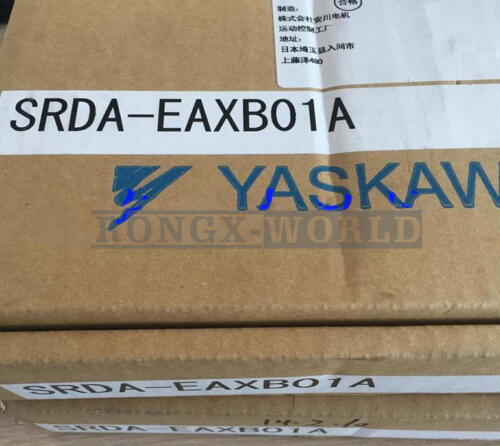 合格
制造:
株式会社安川电机
运动控制工厂
地址:
日本埼玉县入间市
上藤泽480
SRDA-EAXB01A
YASKAW
RONGX-WORLD
SRDA-EAXB01A
SRDA-EAXB01A